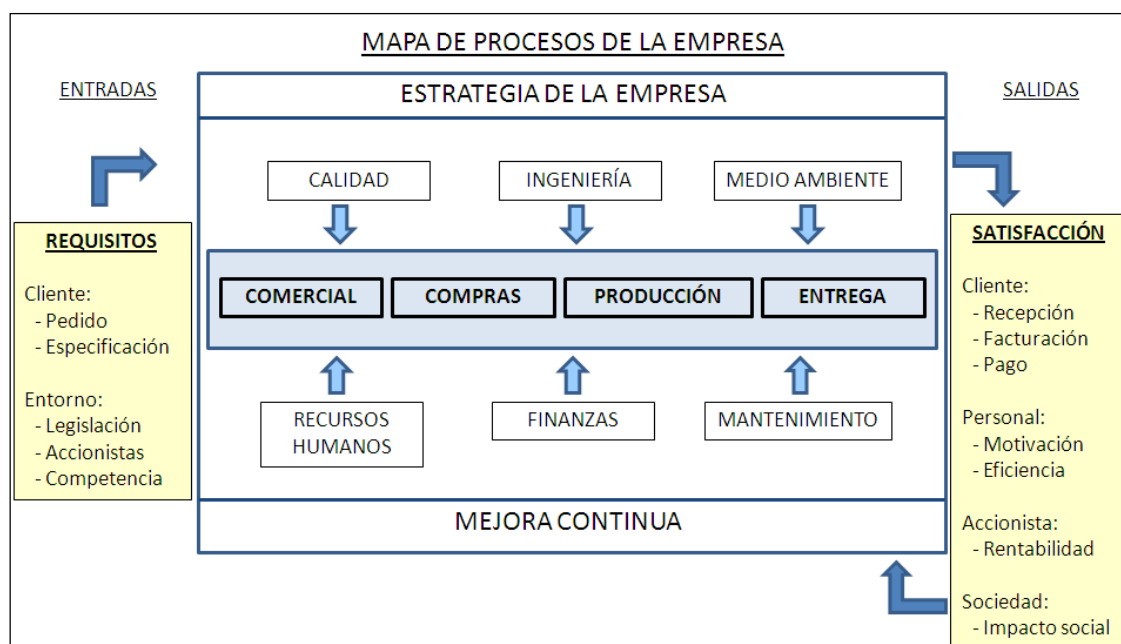 MAPA DE PROCESOS DE LA EMPRESA
ENTRADAS
ESTRATEGIA DE LA EMPRESA
SALIDAS
CALIDAD
INGENIERÍA
MEDIO AMBIENTE
REQUISITOS
Cliente:
- Pedido
- Especificación
Entorno:
- Legislación
- Accionistas
- Competencia
COMERCIAL
COMPRAS
PRODUCCIÓN
ENTREGA
RECURSOS
HUMANOS
FINANZAS
MANTENIMIENTO
MEJORA CONTINUA
SATISFACCIÓN
Cliente:
- Recepción
- Facturación
- Pago
Personal:
- Motivación
- Eficiencia
Accionista:
- Rentabilidad
Sociedad:
- Impacto social